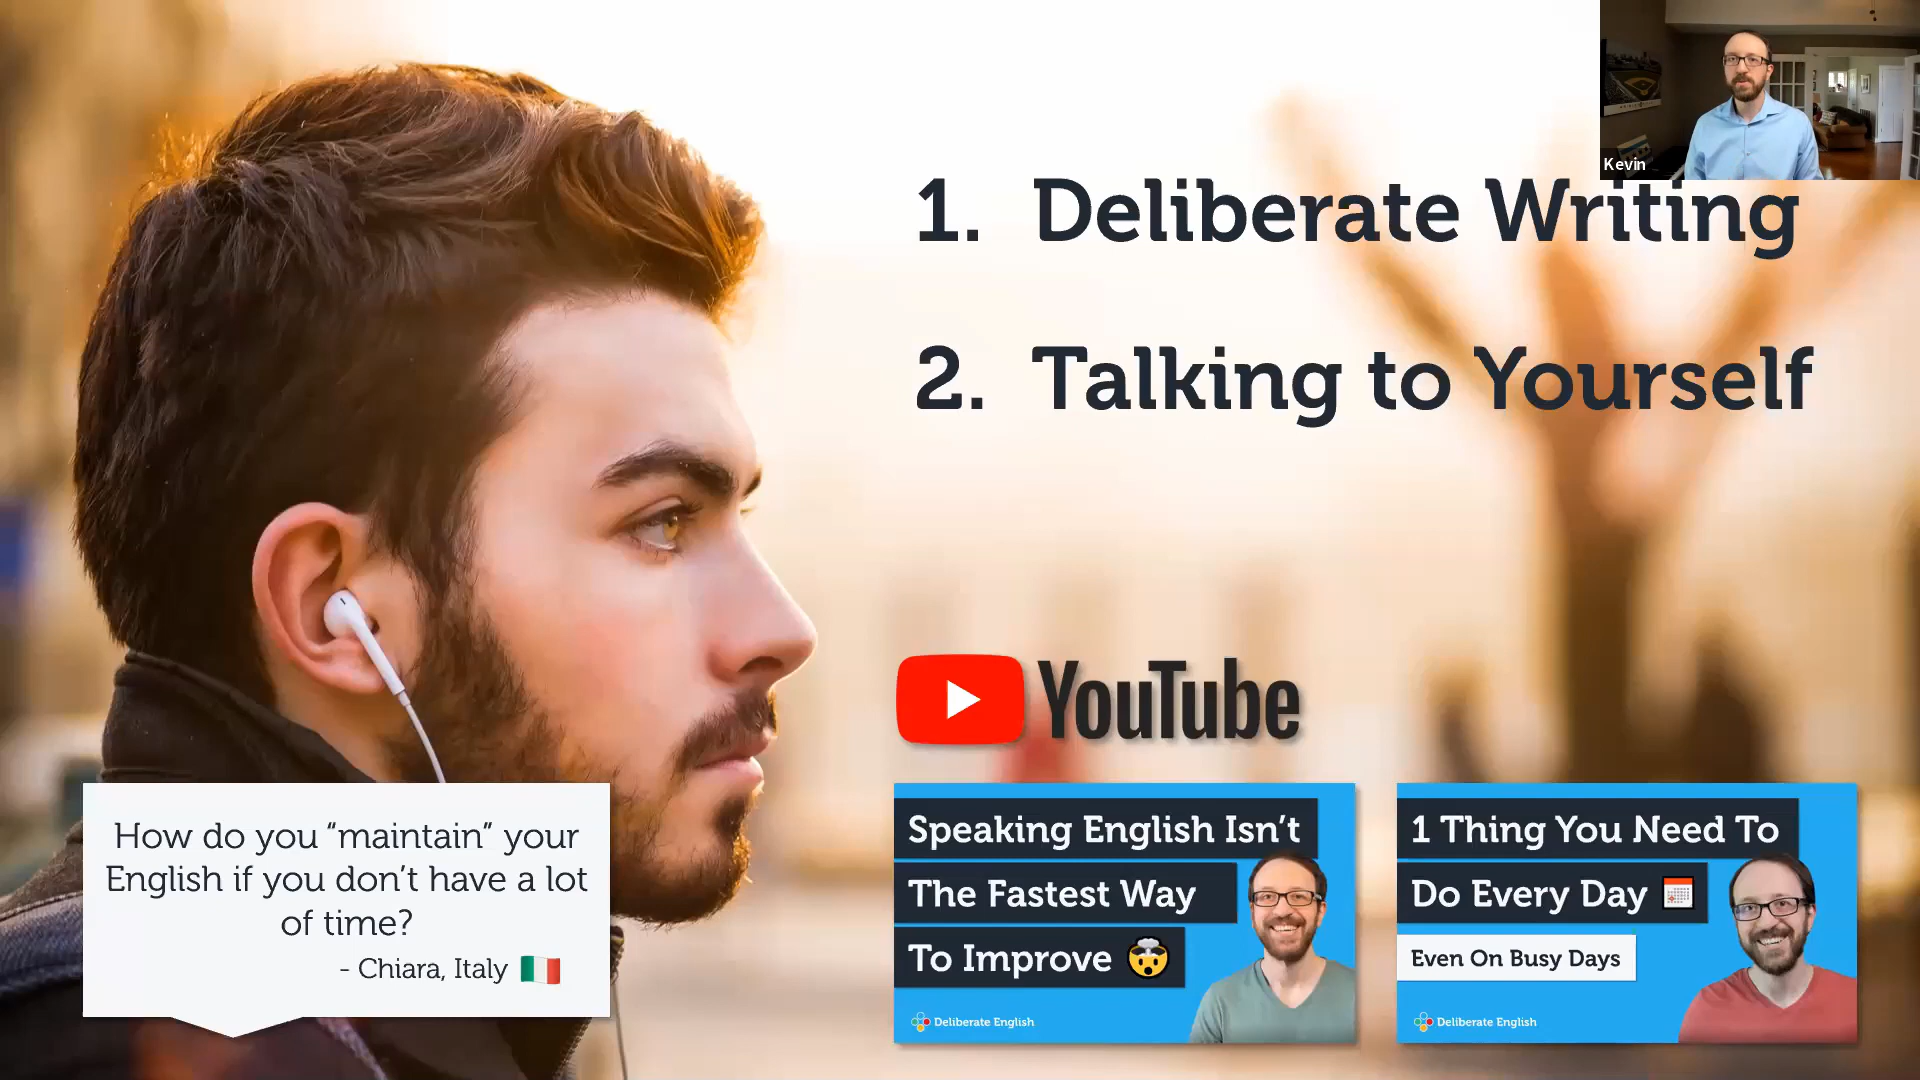 Kevin
1. Deliberate Writing
2. Talking to Yourself
YouTube
How do you “maintain” your
English if you don’t have a lot
of time?
- Chiara, Italy
Speaking English Isn’t
The Fastest Way
To Improve
Deliberate English
1 Thing You Need To
Do Every Day
Even On Busy Days
Deliberate English